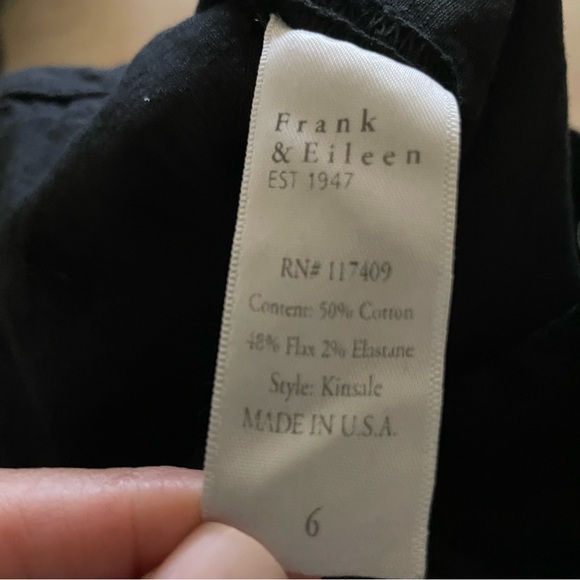 Frank
& Eileen
EST 1947
RN# 117409
Content: 50% Cotton
48% Flax 2% Elastane
Style: Kinsale
MADE IN U.S.A.
6